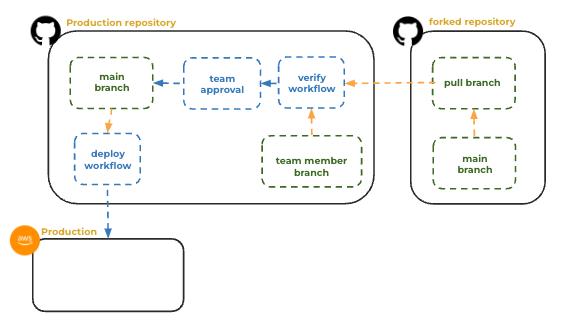 Production repository
forked repository
main
branch
team
approval
verify
workflow
pull branch
deploy
workflow
team member
branch
main
branch
Production
aws